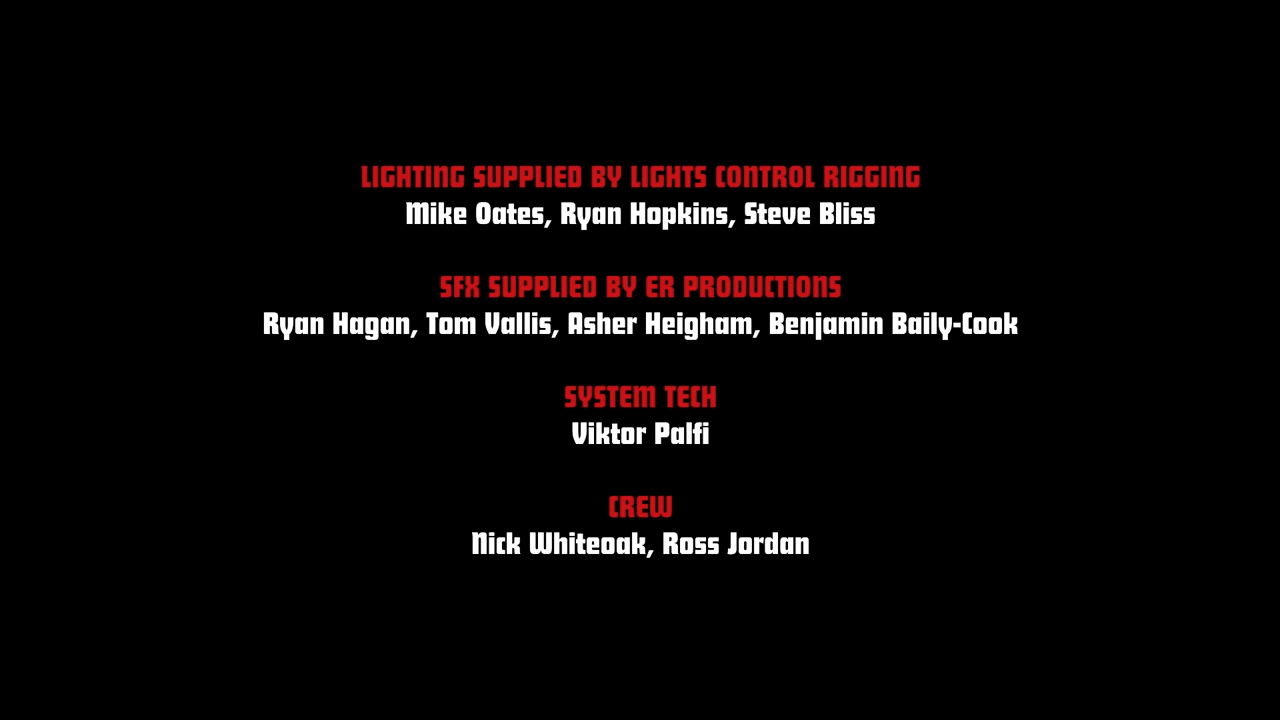 LIGHTING SUPPLIED BY LIGHTS CONTROL RIGGING
Mike Oates, Ryan Hopkins, Steve Bliss
SFX SUPPLIED BY ER PRODUCTIONS
Ryan Hagan, Tom Vallis, Asher Heigham, Benjamin Baily-Cook
SYSTEM TECH
Viktor Palfi
CREW
Nick Whiteoak, Ross Jordan